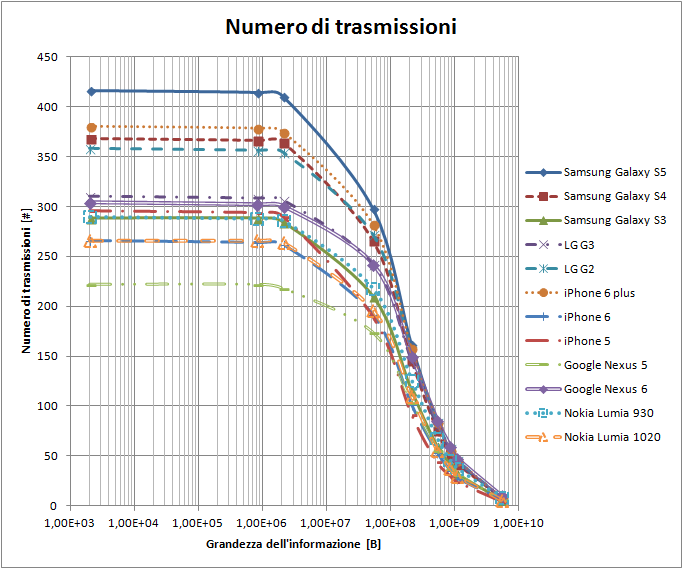 Numero di trasmissioni
450
400
350
300
250
200
150
100
50
0
Numero di trasmissioni [#]
1,00E+03 1,00E+04 1,00E+05 1,00E+06 1,00E+07 1,00E+08 1,00E+09 1,00E+10
Grandezza dell'informazione [B]
Samsung Galaxy S5
Samsung Galaxy S4
Samsung Galaxy S3
LG G3
LG G2
iPhone 6 plus
iPhone 6
iPhone 5
Google Nexus 5
Google Nexus 6
Nokia Lumia 930
Nokia Lumia 1020